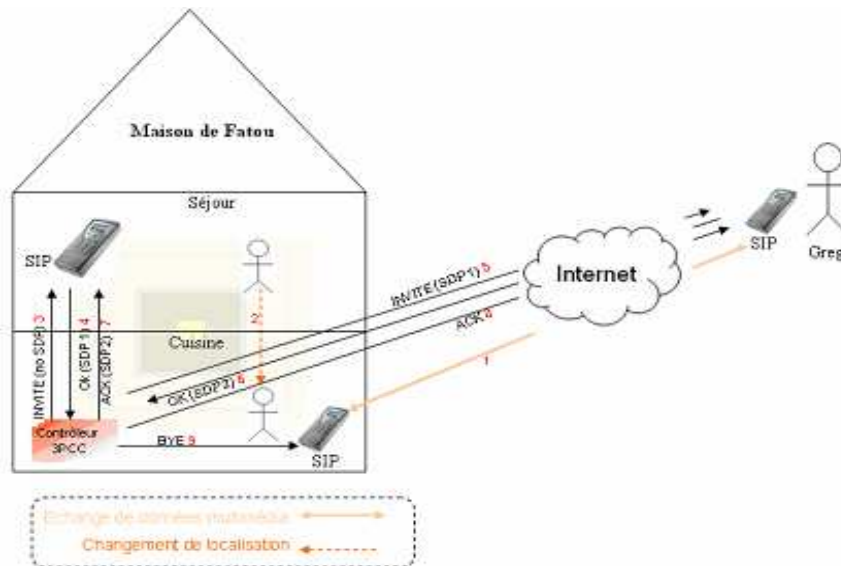 Maison de Fatou
Séjour
SIP
SIP
Greg
Internet
INVITE (SDP1) 5
ACK 8
INVITE (no SDP) 3
Ok (SDP1) 4
ACK (SDP2) 7
2
Cuisine
OK (SDP2) 6
1
Contrôleur
3PCC
BYE 9
SIP
Echange de données multimédia
Changement de localisation